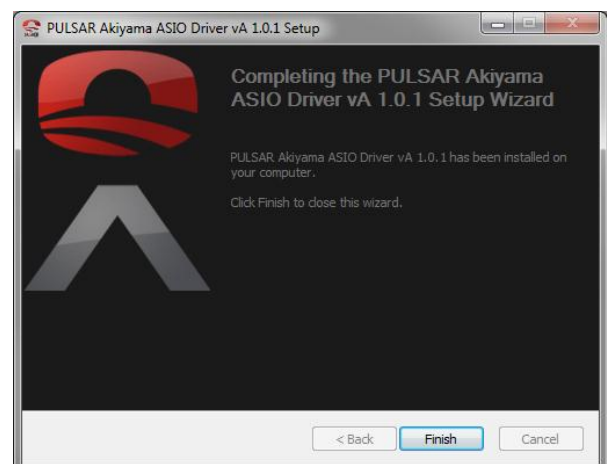 PULSAR Akiyama ASIO Driver vA 1.0.1 Setup
Completing the PULSAR Akiyama
ASIO Driver vA 1.0.1 Setup Wizard
PULSAR Akiyama ASIO Driver vA 1.0.1 has been installed on
your computer.
Click Finish to close this wizard.
< Back
Finish
Cancel